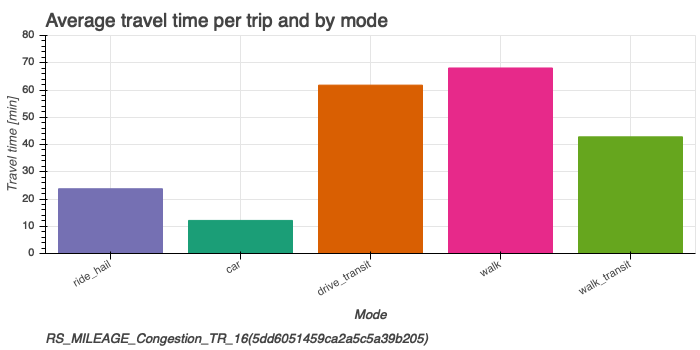 Average travel time per trip and by mode
80
70
60
50
40
30
20
10
0
Travel time [min]
ride_hail
car
drive_transit
walk
walk_transit
Mode
RS_MILEAGE_Congestion_TR_16(5dd6051459ca2a5c5a39b205)